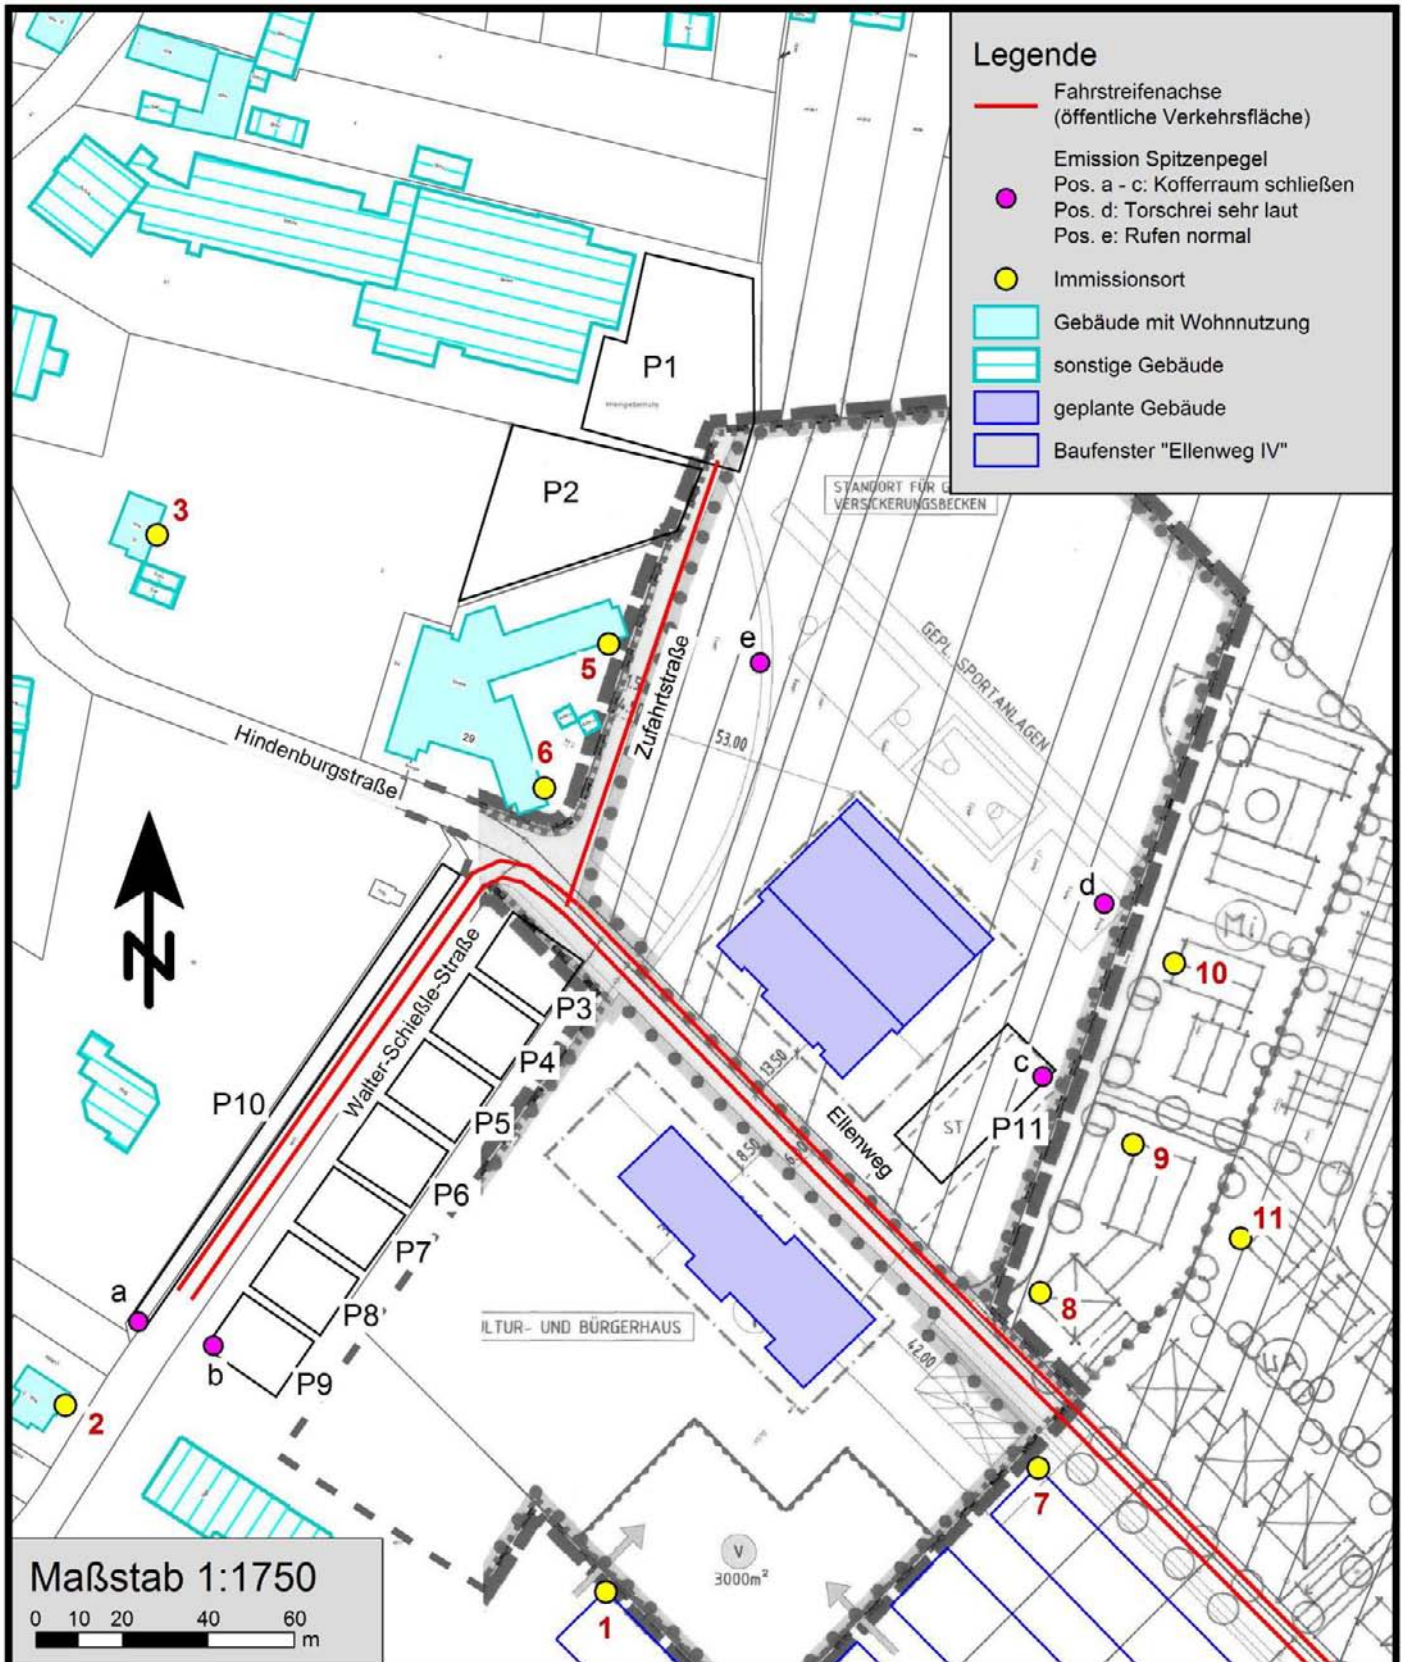 Legende
Fahrstreifenachse
(öffentliche Verkehrsfläche)
Emission Spitzenpegel
Pos. a - c: Kofferraum schließen
Pos. d: Torschrei sehr laut
Pos. e: Rufen normal
Immissionsort
Gebäude mit Wohnnutzung
sonstige Gebäude
geplante Gebäude
Baufenster "Ellenweg IV"
P1
P2
STANDORT FÜR G
VERSICKERUNGSBECKEN
3
5
e
Zufahrtstraße
GEPL. SPORTANLAGEN
53.00
29
6
Hindenburgstraße
N
d
Mi
10
Walter-Schießle-Straße
P3
P4
P5
P6
P7
P8
P9
P10
13.50
8.50
Ellenweg
c
ST
P11
9
11
8
a
b
LTUR- UND BÜRGERHAUS
42.00
2
7
V
3000m²
1
Maßstab 1:1750
0 10 20 40 60
m